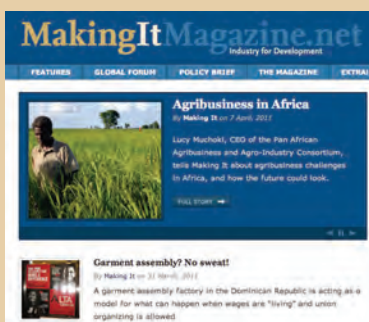 MakingItMagazine.net
Industry for Development
FEATURES GLOBAL FORUM POLICY BRIEF THE MAGAZINE EXTRA
Agribusiness in Africa
By Making It on 7 April, 2011
Lucy Muchoki, CEO of the Pan African
Agribusiness and Agro-Industry Consortium,
tells Making It about agribusiness challenges
in Africa, and how the future could look.
FULL STORY
Garment assembly? No sweat!
By Making It on 31 March, 2011
A garment assembly factory in the Dominican Republic is acting as a
model for what can happen when wages are "living" and union
organizing is allowed